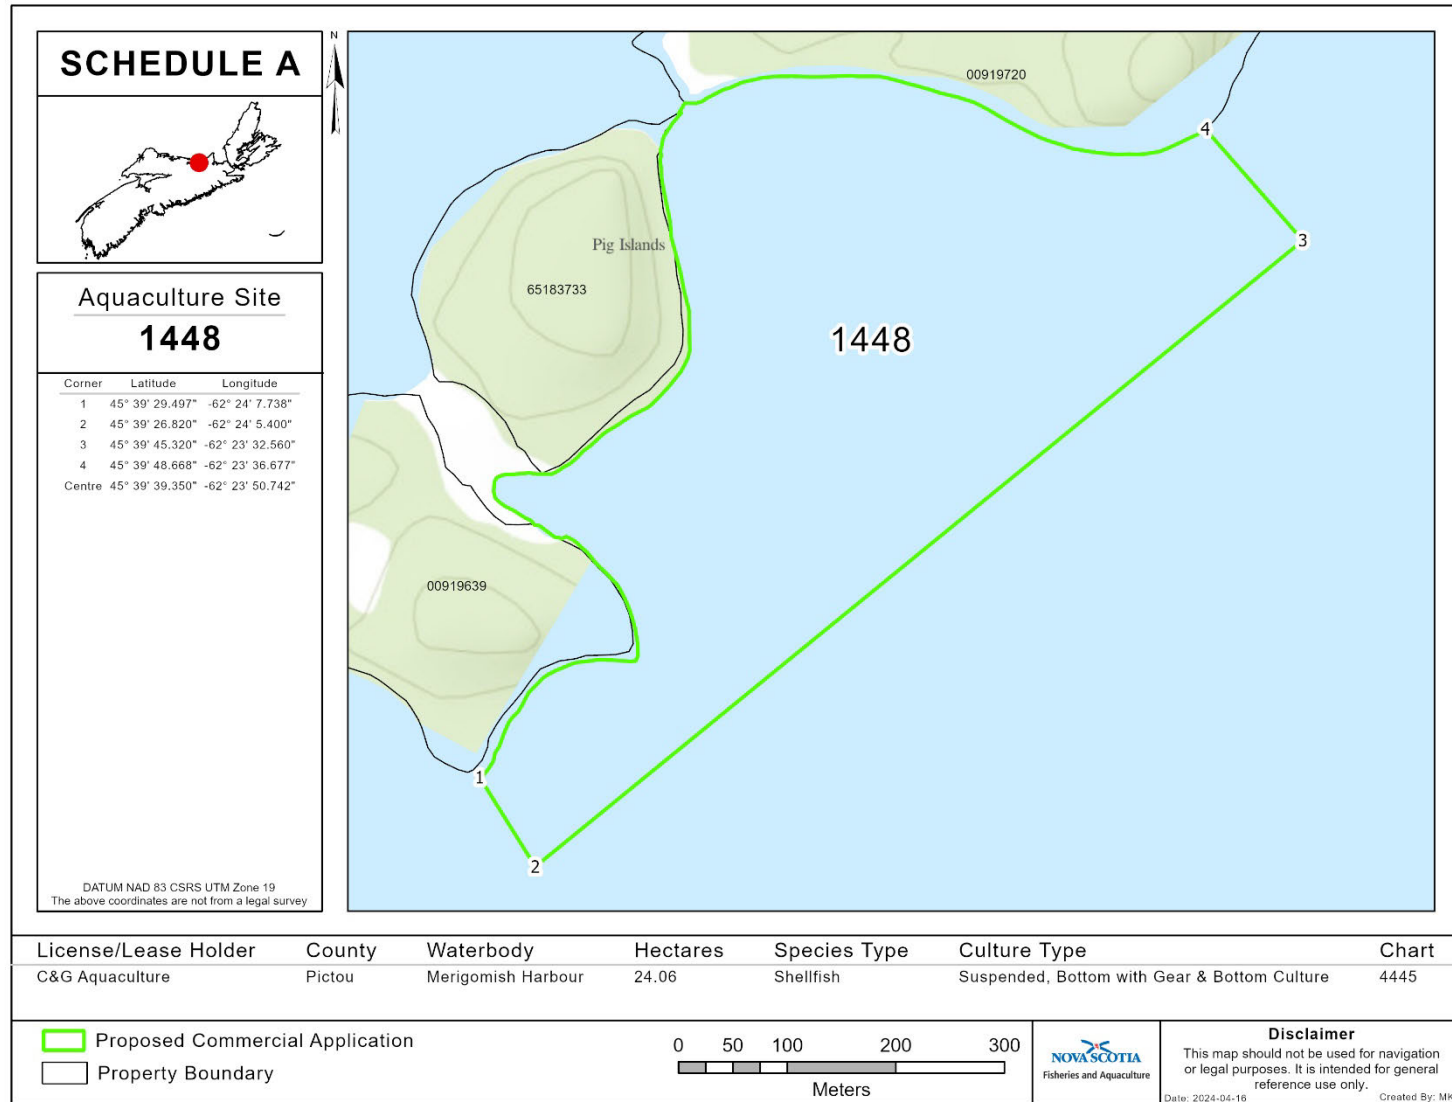 SCHEDULE A
N
Aquaculture Site
1448
Corner Latitude Longitude
1 45° 39' 29.497" -62° 24' 7.738"
2 45° 39' 26.820" -62° 24' 5.400"
3 45° 39' 45.320" -62° 23' 32.560"
4 45° 39' 48.668" -62° 23' 36.677"
Centre 45° 39' 39.350" -62° 23' 50.742"
DATUM NAD 83 CSRS UTM Zone 19
The above coordinates are not from a legal survey
00919720
4
3
Pig Islands
65183733
1448
00919639
1
2
License/Lease Holder County Waterbody Hectares Species Type Culture Type Chart
C&G Aquaculture Pictou Merigomish Harbour 24.06 Shellfish Suspended, Bottom with Gear & Bottom Culture 4445
Proposed Commercial Application
Property Boundary
0 50 100 200 300
Meters
NOVA SCOTIA
Fisheries and Aquaculture
Disclaimer
This map should not be used for navigation
or legal purposes. It is intended for general
reference use only.
Date: 2024-04-16 Created By: MK